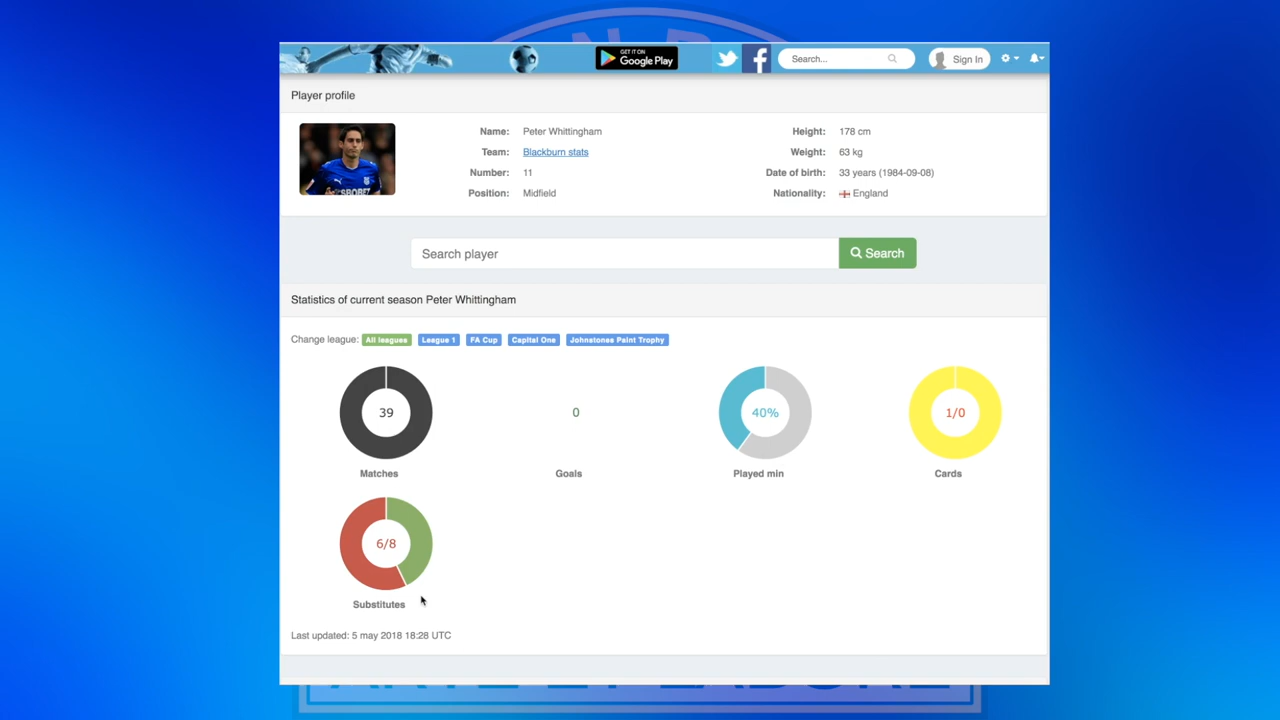 GET IT ON
Google Play
Search...
Sign In
Player profile
Name: Peter Whittingham
Team: Blackburn stats
Number: 11
Position: Midfield
Height: 178 cm
Weight: 63 kg
Date of birth: 33 years (1984-09-08)
Nationality: England
Search player
Search
Statistics of current season Peter Whittingham
Change league: All leagues League 1 FA Cup Capital One Johnstones Paint Trophy
39
0
40%
1/0
Matches
Goals
Played min
Cards
6/8
Substitutes
Last updated: 5 may 2018 18:28 UTC